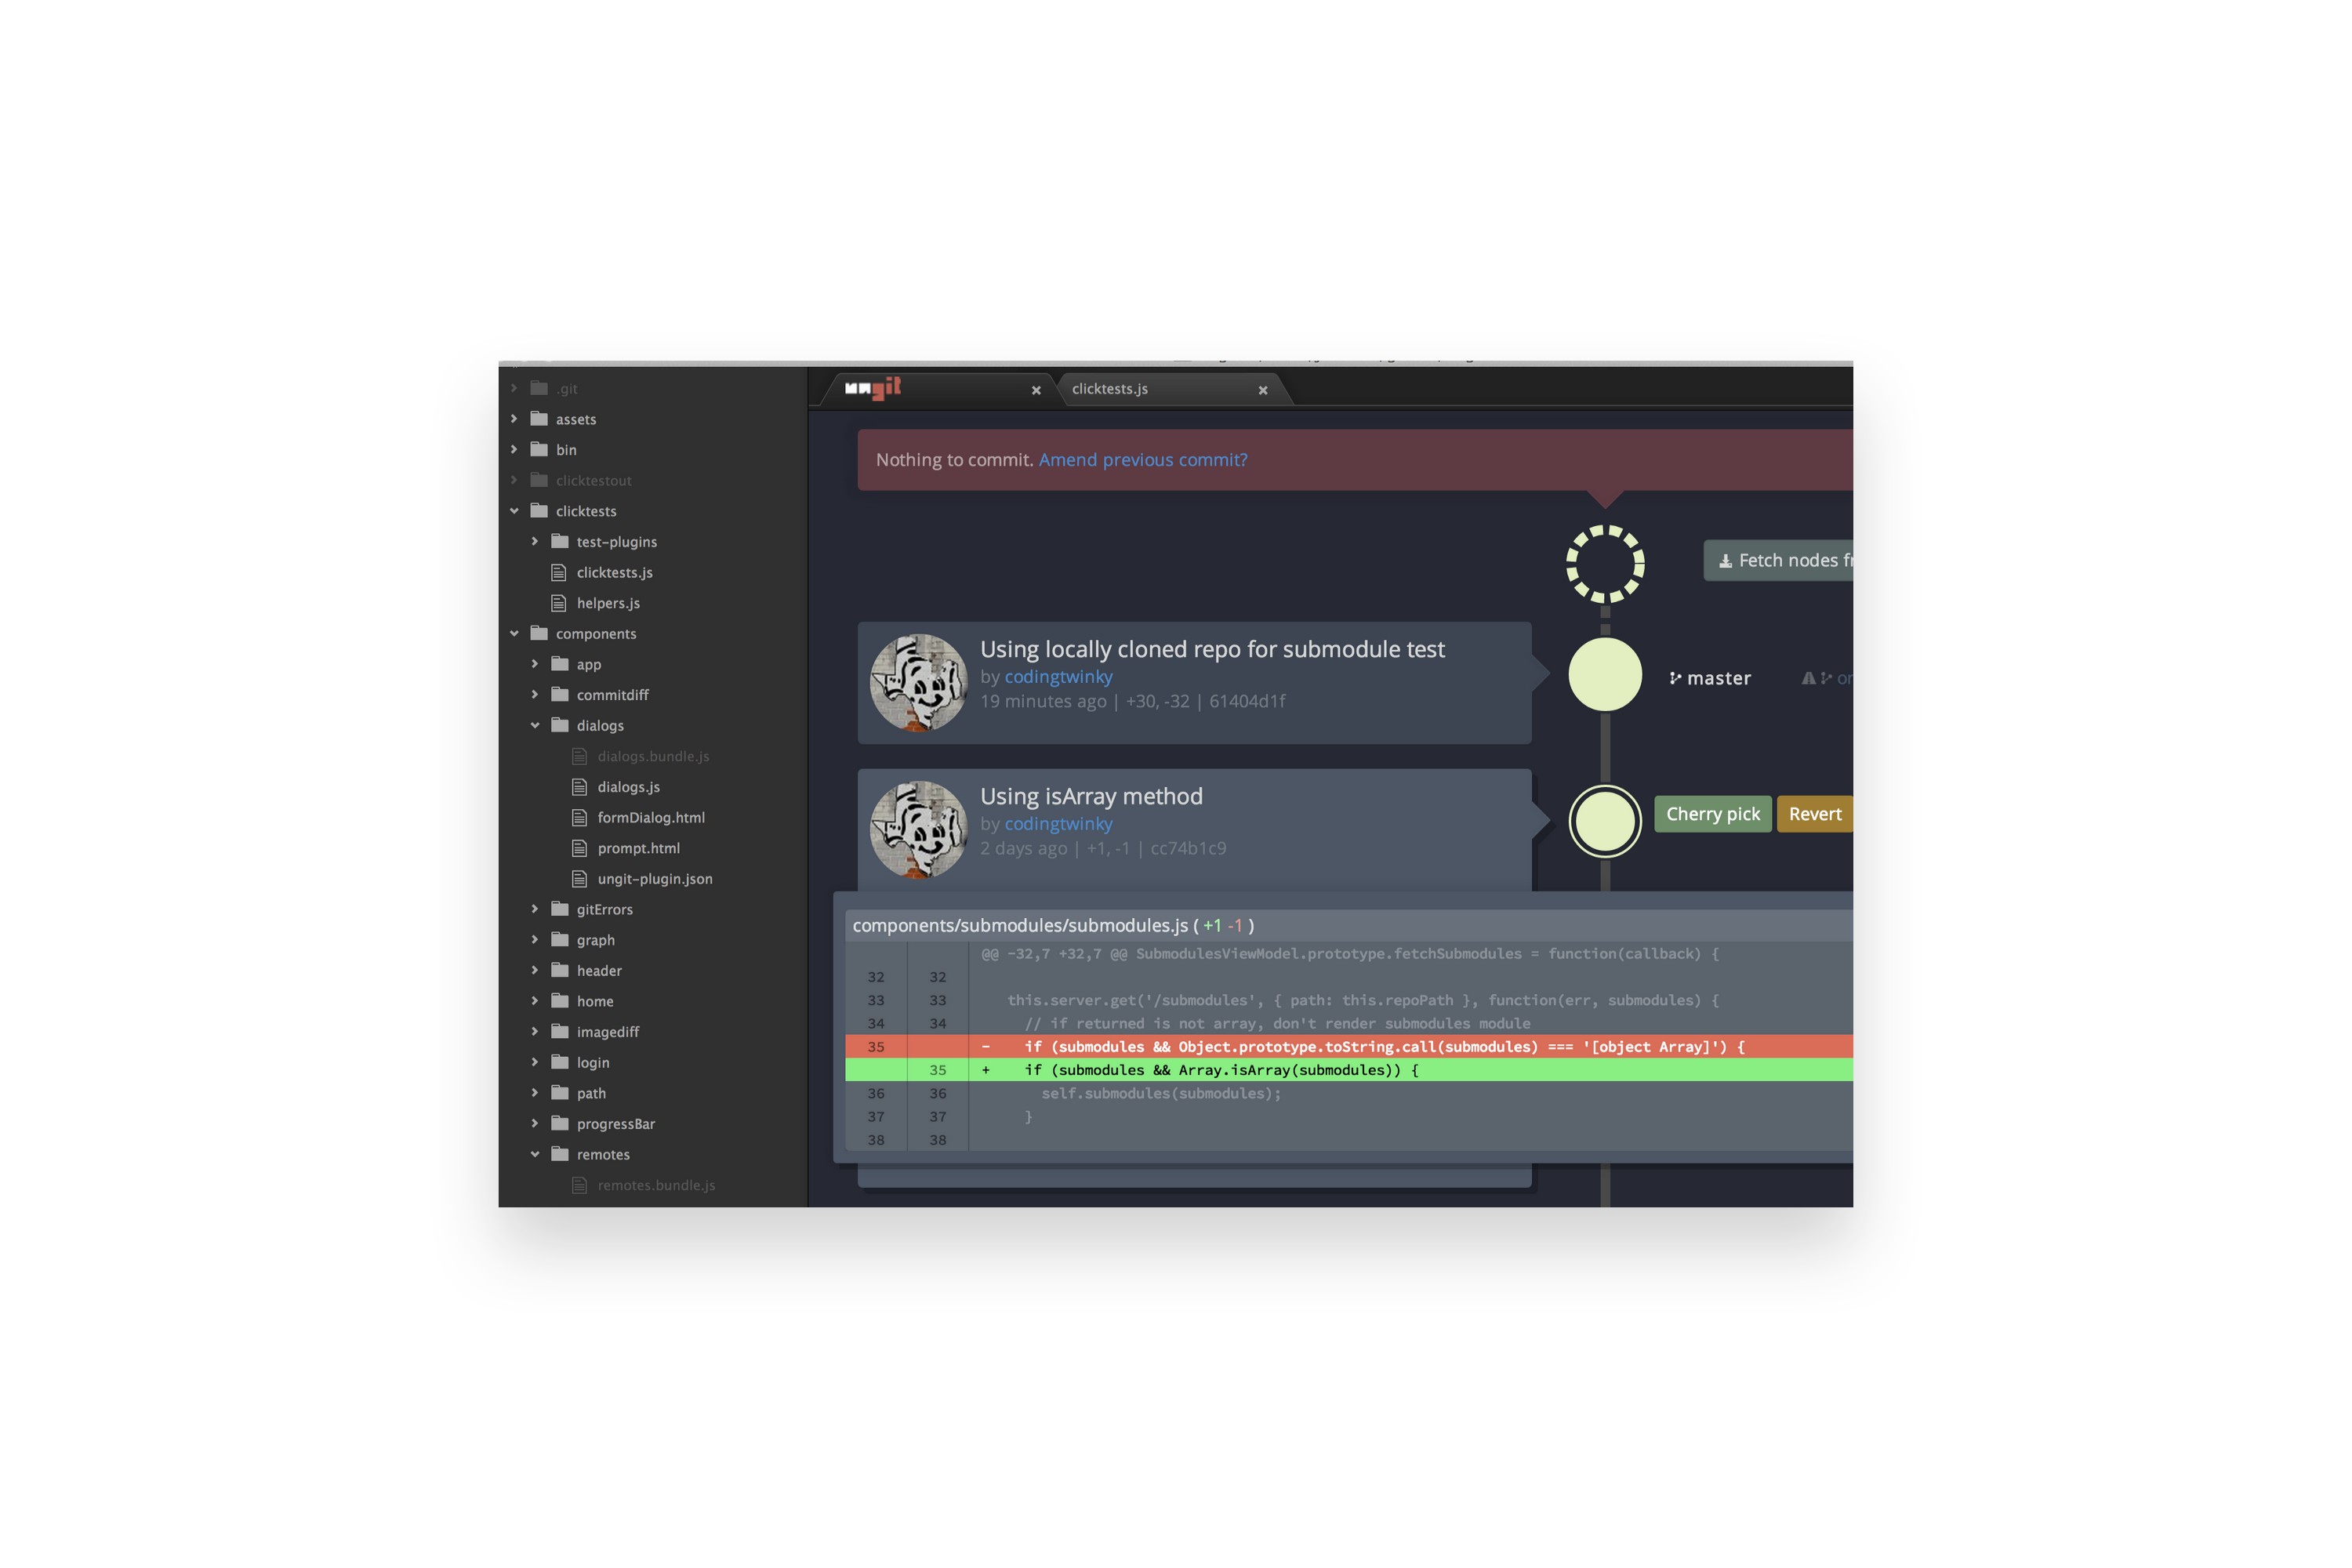 .git
assets
bin
clicktestout
clicktests
test-plugins
clicktests.js
helpers.js
components
app
commitdiff
dialogs
dialogs.bundle.js
dialogs.js
formDialog.html
prompt.html
ungit-plugin.json
gitErrors
graph
header
home
imagediff
login
path
progressBar
remotes
remotes.bundle.js
ungit
clicktests.js
Nothing to commit. Amend previous commit?
Fetch nodes
Using locally cloned repo for submodule test
by codingtwinky
19 minutes ago | +30, -32 | 61404d1f
master
Using isArray method
by codingtwinky
2 days ago | +1, -1 | cc74b1c9
Cherry pick
Revert
components/submodules/submodules.js ( +1 -1 )
@@ -32,7 +32,7 @@ SubmodulesViewModel.prototype.fetchSubmodules = function(callback) {
32 32
33 33 this.server.get('/submodules', { path: this.repoPath }, function(err, submodules) {
34 34 // if returned is not array, don't render submodules module
35 - if (submodules && Object.prototype.toString.call(submodules) === '[object Array]') {
35 + if (submodules && Array.isArray(submodules)) {
36 36 self.submodules(submodules);
37 37 }
38 38